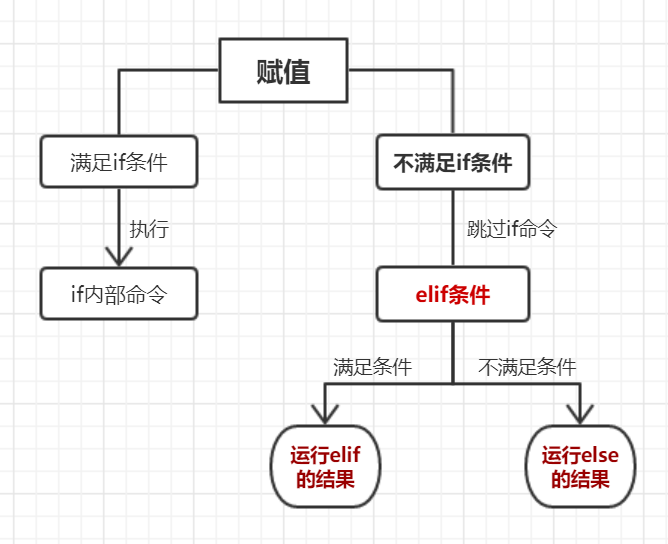 赋值
满足if条件
不满足if条件
执行
跳过if命令
if内部命令
elif条件
满足条件
不满足条件
运行elif
的结果
运行else
的结果